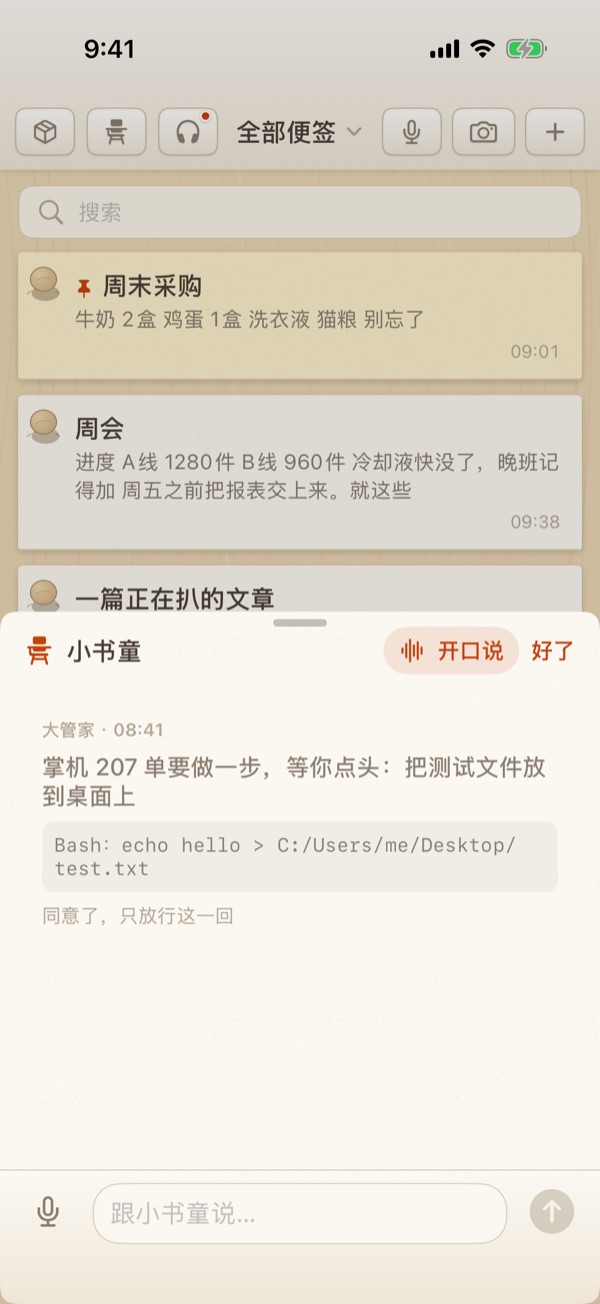 9:41
全部便签
搜索
周末采购
牛奶 2盒 鸡蛋 1盒 洗衣液 猫粮 别忘了
09:01
周会
进度 A线 1280件 B线 960件 冷却液快没了，晚班记
得加 周五之前把报表交上来。就这些
09:38
一篇正在扒的文章
小书童
开口说
好了
大管家 · 08:41
掌机 207 单要做一步，等你点头：把测试文件放
到桌面上
Bash: echo hello > C:/Users/me/Desktop/
test.txt
同意了，只放行这一回
跟小书童说…